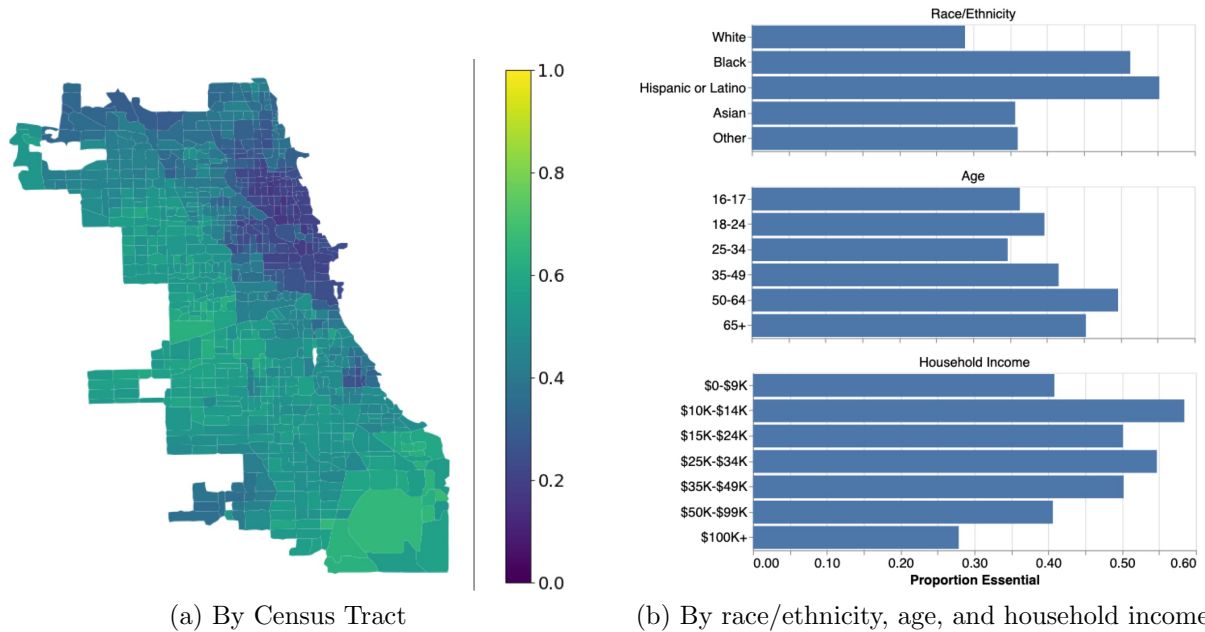 1.0
0.8
0.6
0.4
0.2
0.0
(a) By Census Tract
Race/Ethnicity
White
Black
Hispanic or Latino
Asian
Other
Age
16-17
18-24
25-34
35-49
50-64
65+
Household Income
$0-$9K
$10K-$14K
$15K-$24K
$25K-$34K
$35K-$49K
$50K-$99K
$100K+
0.00 0.10 0.20 0.30 0.40 0.50 0.60
Proportion Essential
(b) By race/ethnicity, age, and household income